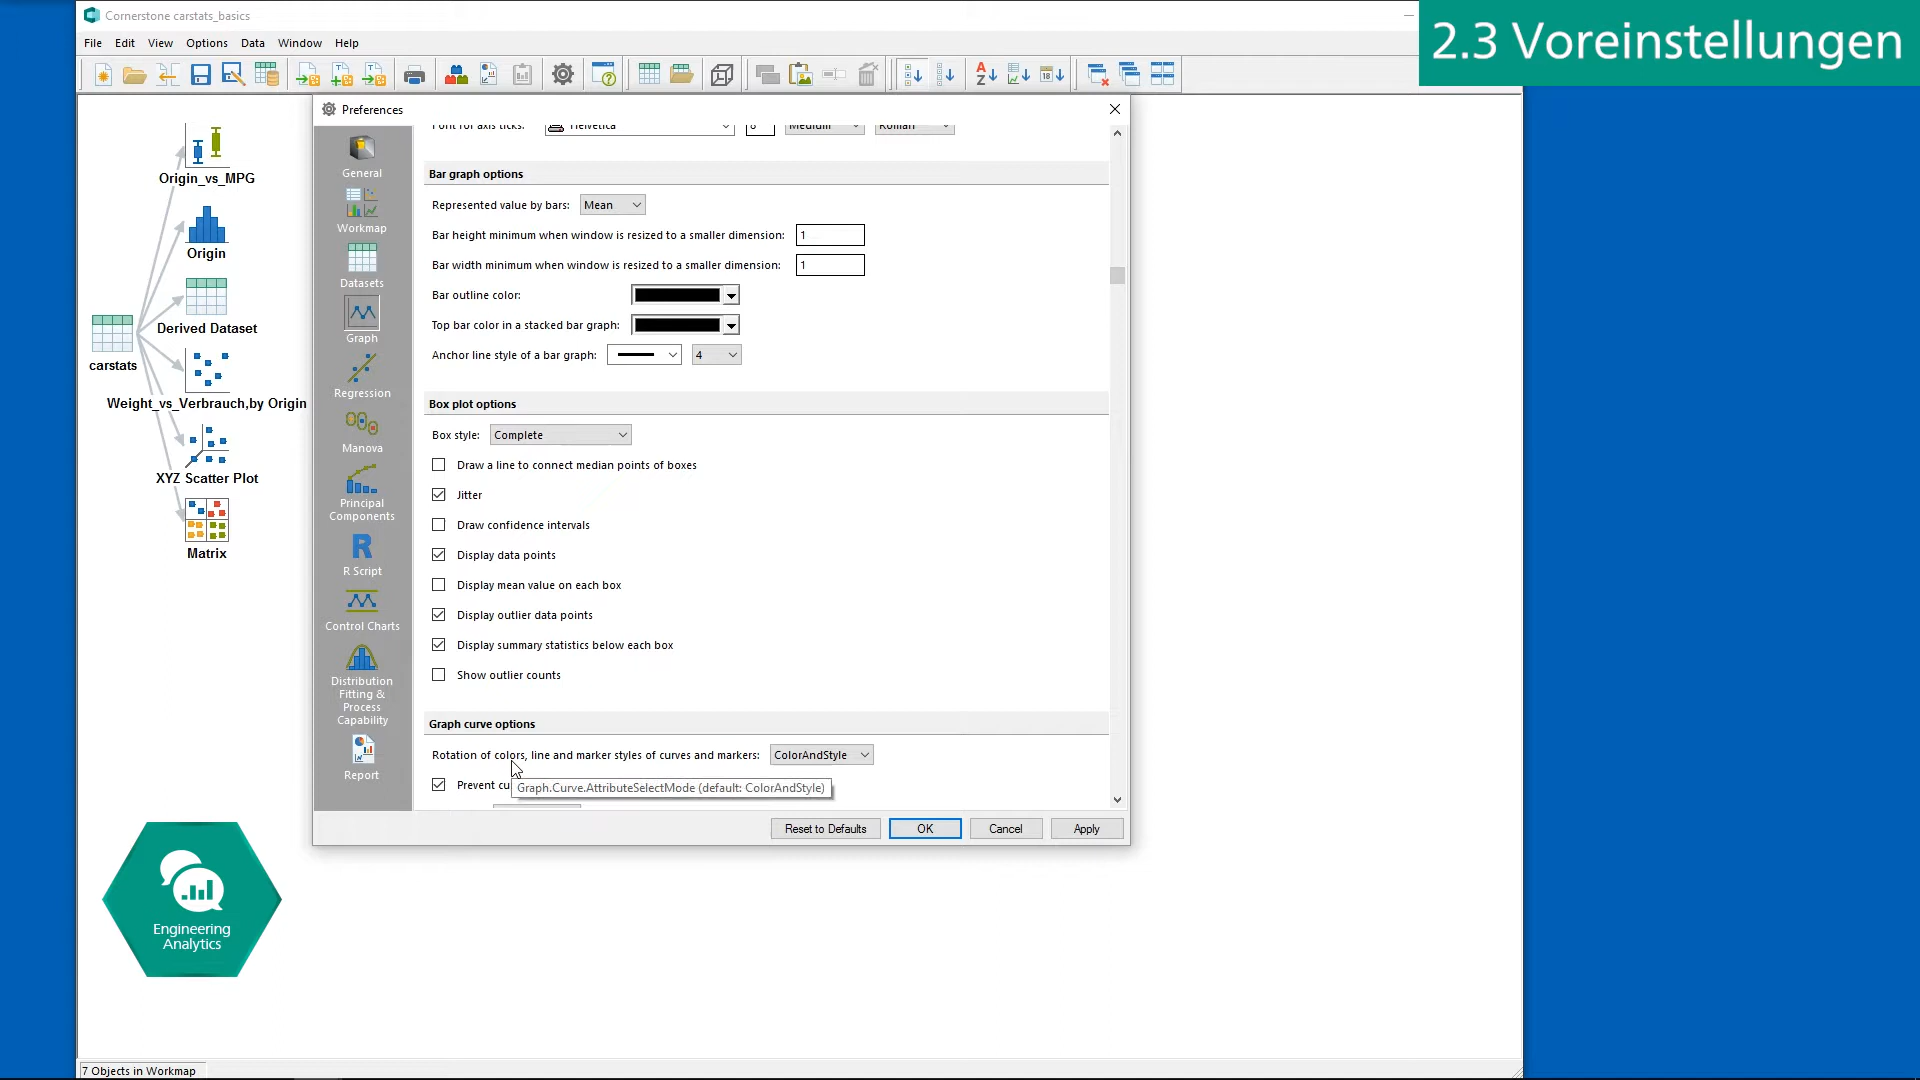 Cornerstone carstats_basics
2.3 Voreinstellungen
File Edit View Options Data Window Help
Preferences
Origin_vs_MPG
Origin
Derived Dataset
carstats
Weight_vs_Verbrauch,by Origin
XYZ Scatter Plot
Matrix
General
Workmap
Datasets
Graph
Regression
Manova
Principal
Components
R Script
Control Charts
Distribution
Fitting &
Process
Capability
Report
Font for axis ticks: Helvetica 8 Medium Roman
Bar graph options
Represented value by bars: Mean
Bar height minimum when window is resized to a smaller dimension: 1
Bar width minimum when window is resized to a smaller dimension: 1
Bar outline color:
Top bar color in a stacked bar graph:
Anchor line style of a bar graph: 4
Box plot options
Box style: Complete
Draw a line to connect median points of boxes
Jitter
Draw confidence intervals
Display data points
Display mean value on each box
Display outlier data points
Display summary statistics below each box
Show outlier counts
Graph curve options
Rotation of colors, line and marker styles of curves and markers: ColorAndStyle
Prevent cu
Graph.Curve.AttributeSelectMode (default: ColorAndStyle)
Reset to Defaults OK Cancel Apply
Engineering
Analytics
7 Objects in Workmap